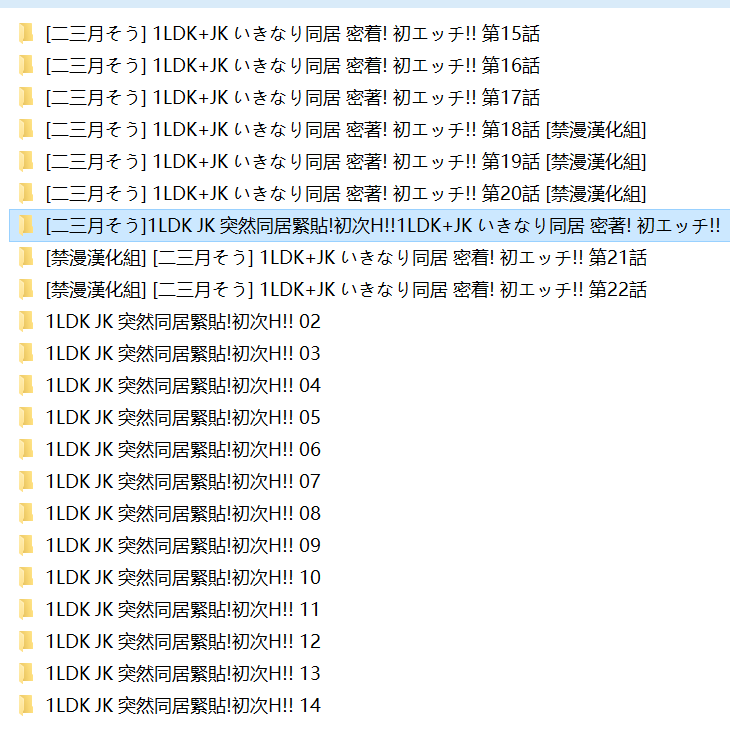 [二三月そう] 1LDK+JK いきなり同居 密着! 初エッチ!! 第15話
[二三月そう] 1LDK+JK いきなり同居 密着! 初エッチ!! 第16話
[二三月そう] 1LDK+JK いきなり同居 密著! 初エッチ!! 第17話
[二三月そう] 1LDK+JK いきなり同居 密著! 初エッチ!! 第18話 [禁漫漢化組]
[二三月そう] 1LDK+JK いきなり同居 密著! 初エッチ!! 第19話 [禁漫漢化組]
[二三月そう] 1LDK+JK いきなり同居 密著! 初エッチ!! 第20話 [禁漫漢化組]
[二三月そう]1LDK JK 突然同居緊貼!初次H!!1LDK+JK いきなり同居 密著! 初エッチ!!
[禁漫漢化組] [二三月そう] 1LDK+JK いきなり同居 密着! 初エッチ!! 第21話
[禁漫漢化組] [二三月そう] 1LDK+JK いきなり同居 密着! 初エッチ!! 第22話
1LDK JK 突然同居緊貼!初次H!! 02
1LDK JK 突然同居緊貼!初次H!! 03
1LDK JK 突然同居緊貼!初次H!! 04
1LDK JK 突然同居緊貼!初次H!! 05
1LDK JK 突然同居緊貼!初次H!! 06
1LDK JK 突然同居緊貼!初次H!! 07
1LDK JK 突然同居緊貼!初次H!! 08
1LDK JK 突然同居緊貼!初次H!! 09
1LDK JK 突然同居緊貼!初次H!! 10
1LDK JK 突然同居緊貼!初次H!! 11
1LDK JK 突然同居緊貼!初次H!! 12
1LDK JK 突然同居緊貼!初次H!! 13
1LDK JK 突然同居緊貼!初次H!! 14